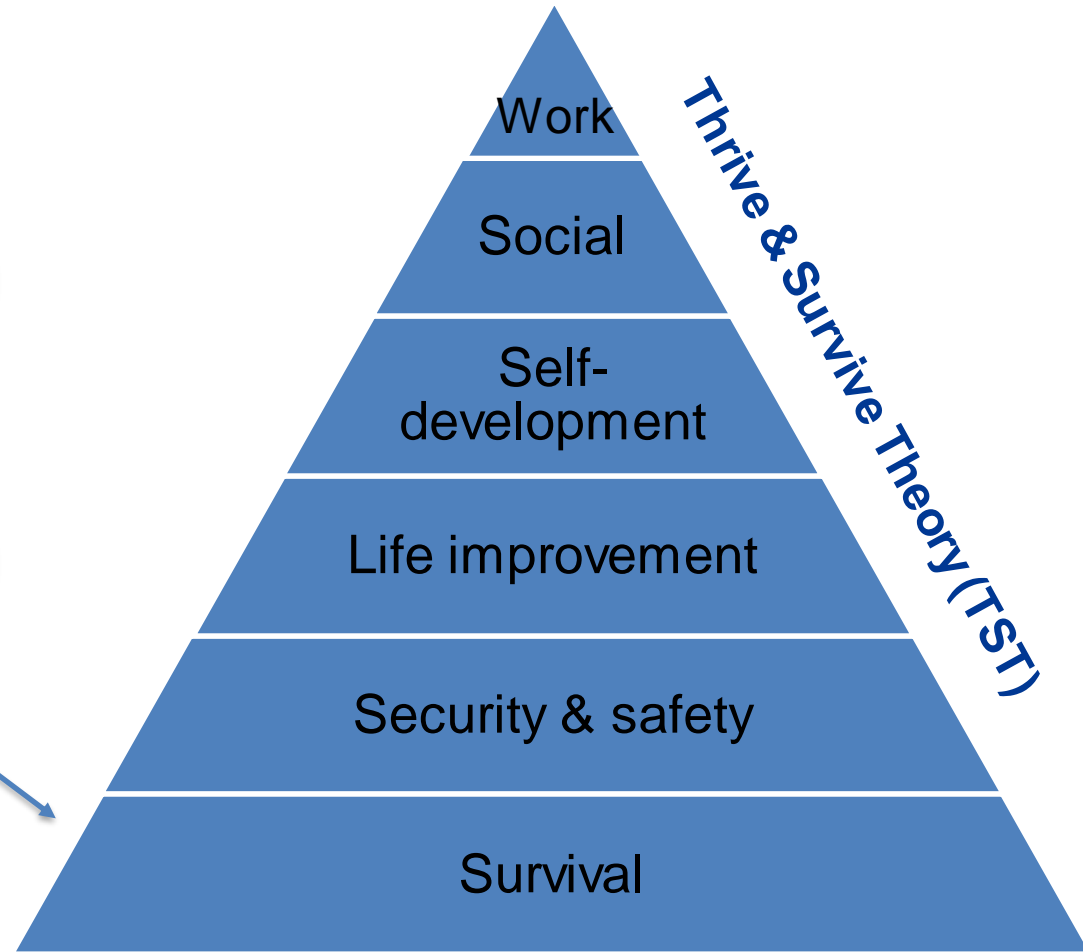 Work
Social
Self-
development
Life improvement
Security & safety
Survival
Thrive & Survive Theory (TST)